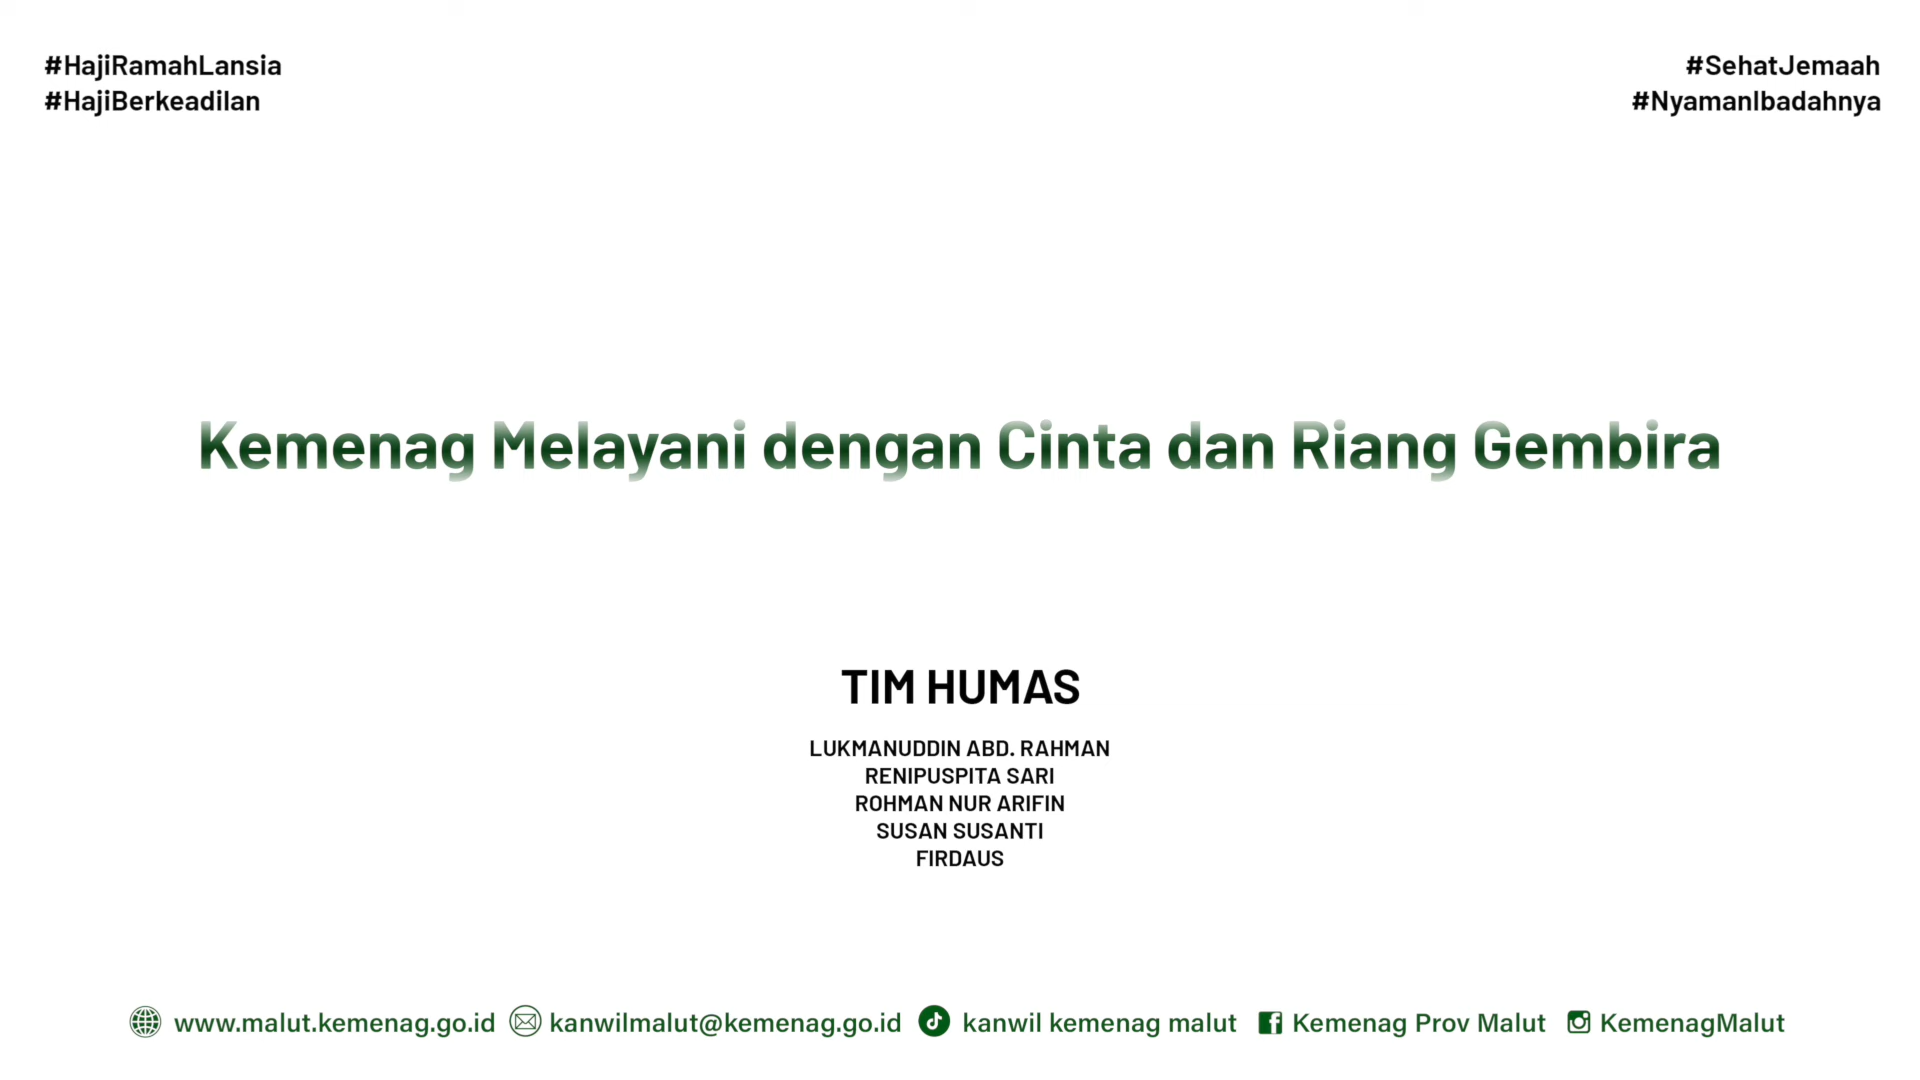 #HajiRamahLansia
#HajiBerkeadilan
#SehatJemaah
#NyamanIbadahnya
Kemenag Melayani dengan Cinta dan Riang Gembira
TIM HUMAS
LUKMANUDDIN ABD. RAHMAN
RENIPUSPITA SARI
ROHMAN NUR ARIFIN
SUSAN SUSANTI
FIRDAUS
www.malut.kemenag.go.id kanwilmalut@kemenag.go.id kanwil kemenag malut Kemenag Prov Malut KemenagMalut